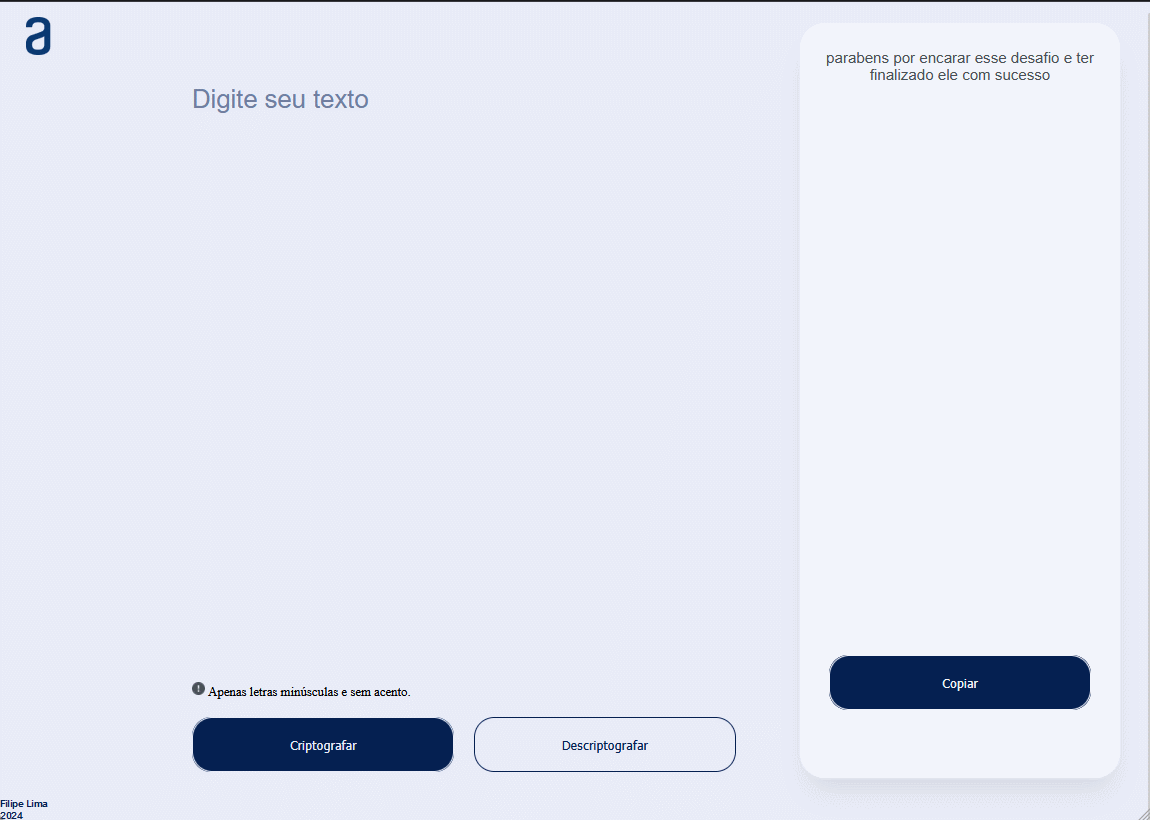 a
Digite seu texto
parabens por encarar esse desafio e ter
finalizado ele com sucesso
Copiar
! Apenas letras minúsculas e sem acento.
Criptografar
Descriptografar
Filipe Lima
2024